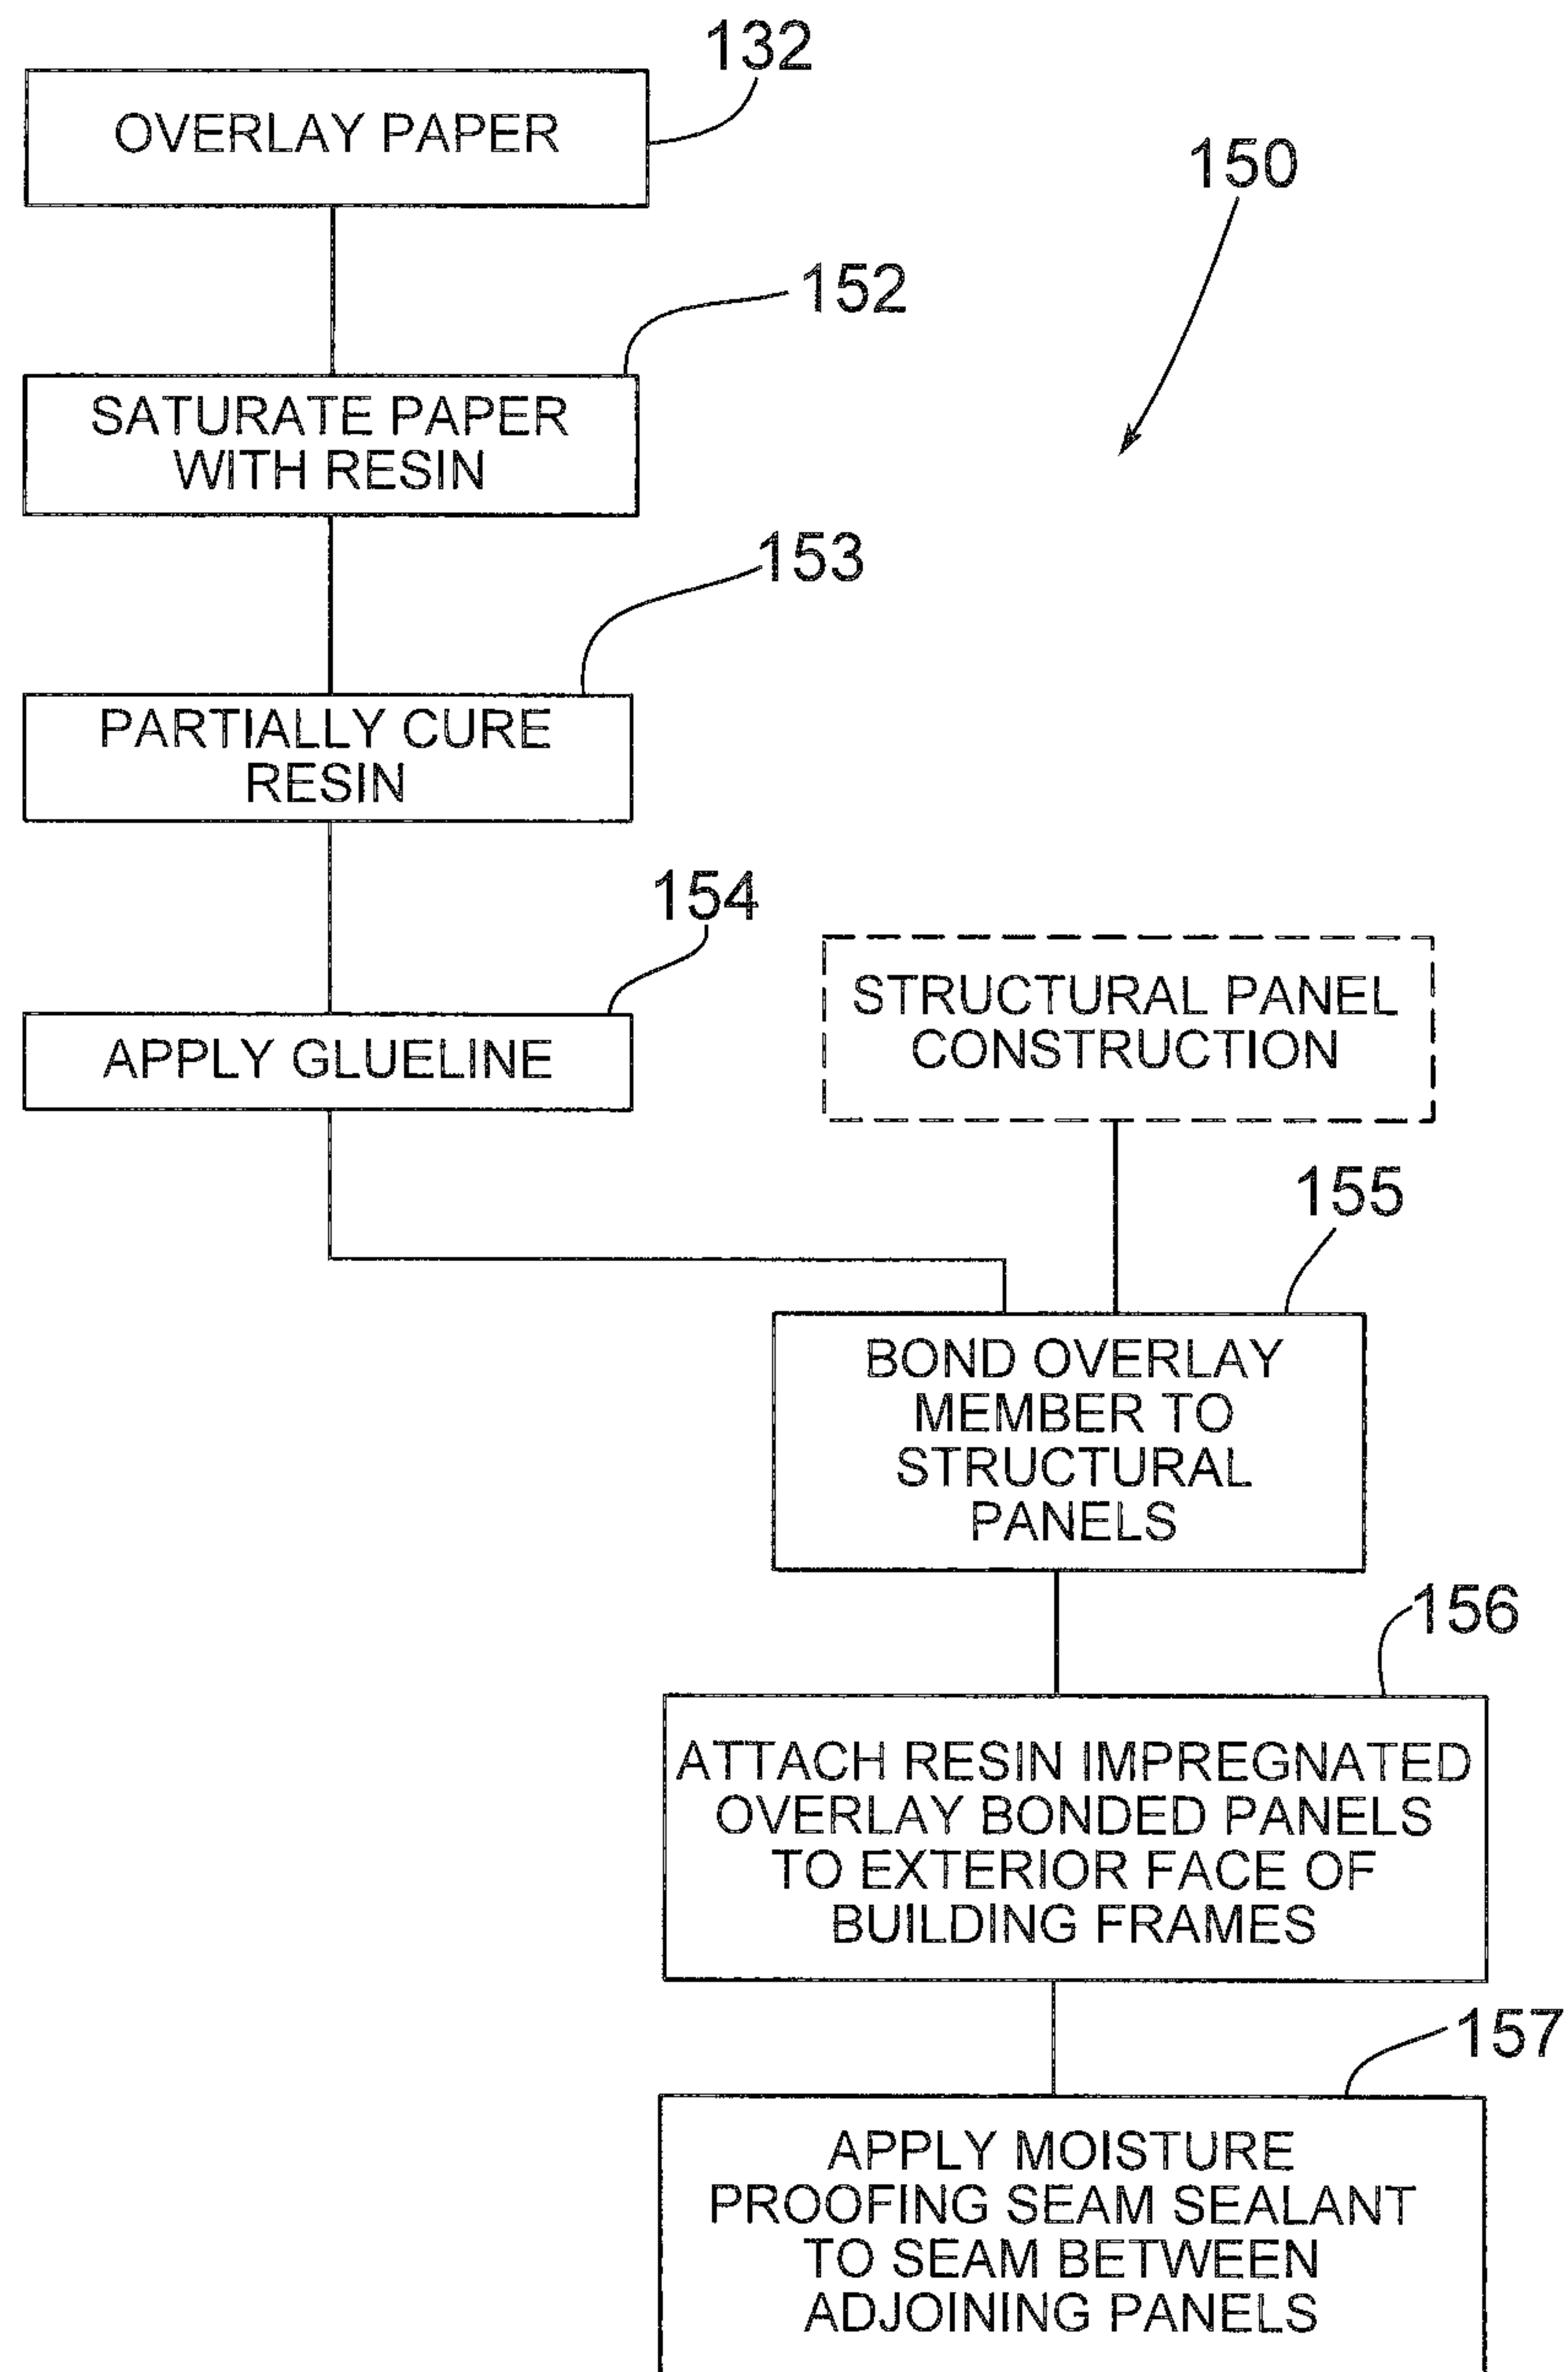 132
OVERLAY PAPER
150
152
SATURATE PAPER
WITH RESIN
153
PARTIALLY CURE
RESIN
154
APPLY GLUELINE
STRUCTURAL PANEL
CONSTRUCTION
155
BOND OVERLAY
MEMBER TO
STRUCTURAL
PANELS
156
ATTACH RESIN IMPREGNATED
OVERLAY BONDED PANELS
TO EXTERIOR FACE OF
BUILDING FRAMES
157
APPLY MOISTURE
PROOFING SEAM SEALANT
TO SEAM BETWEEN
ADJOINING PANELS